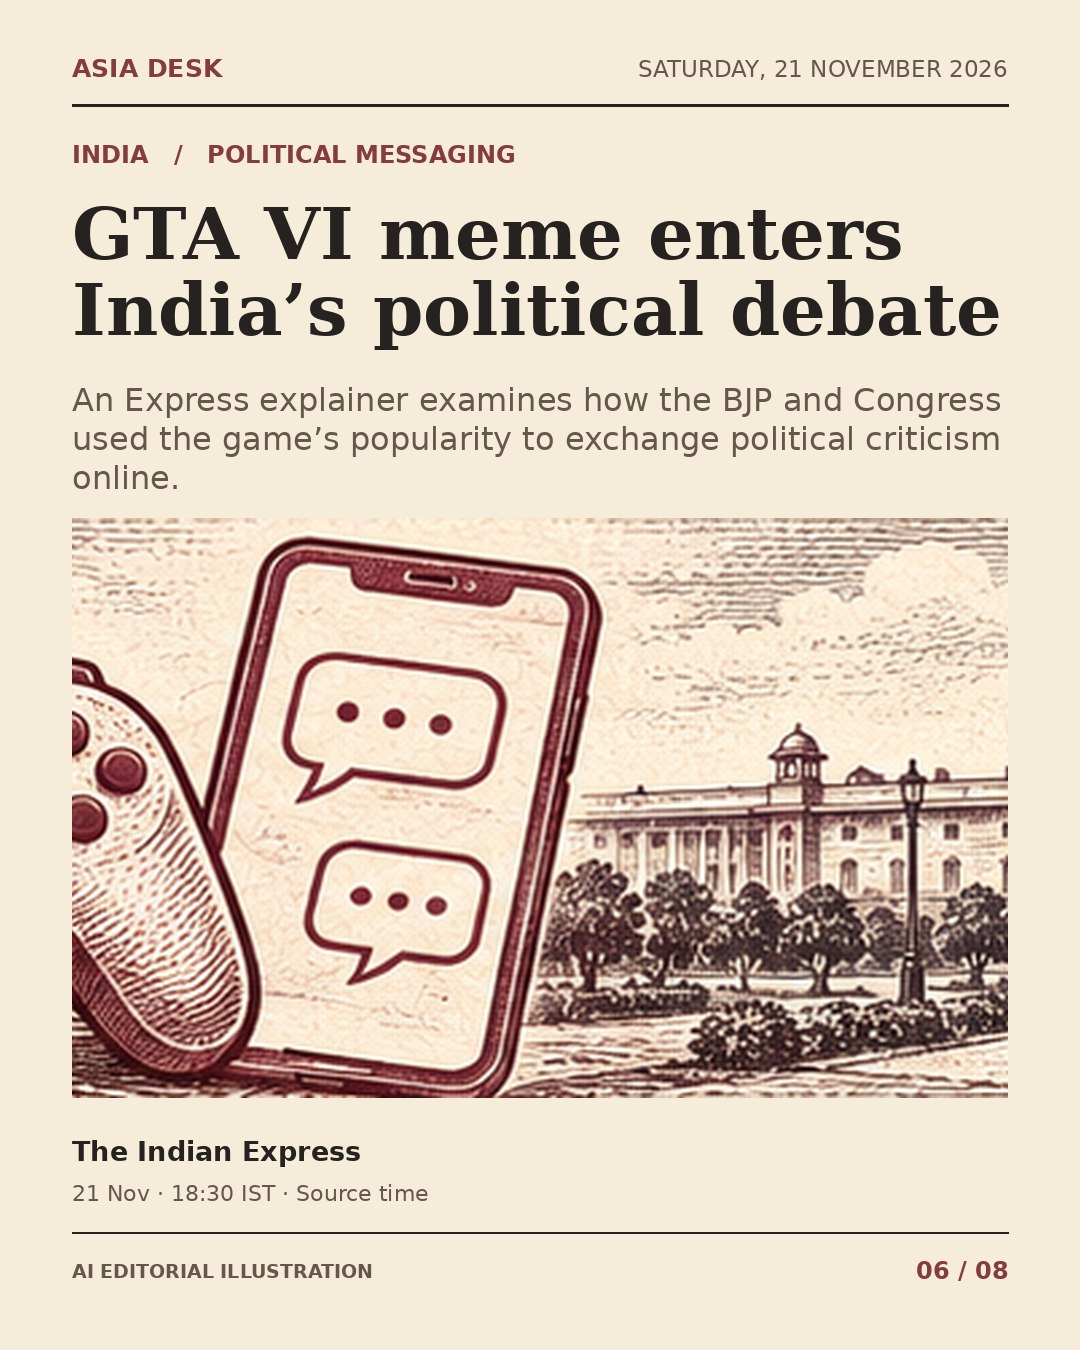 ASIA DESK
SATURDAY, 21 NOVEMBER 2026
INDIA / POLITICAL MESSAGING
GTA VI meme enters
India’s political debate
An Express explainer examines how the BJP and Congress
used the game’s popularity to exchange political criticism
online.
The Indian Express
21 Nov · 18:30 IST · Source time
AI EDITORIAL ILLUSTRATION
06 / 08